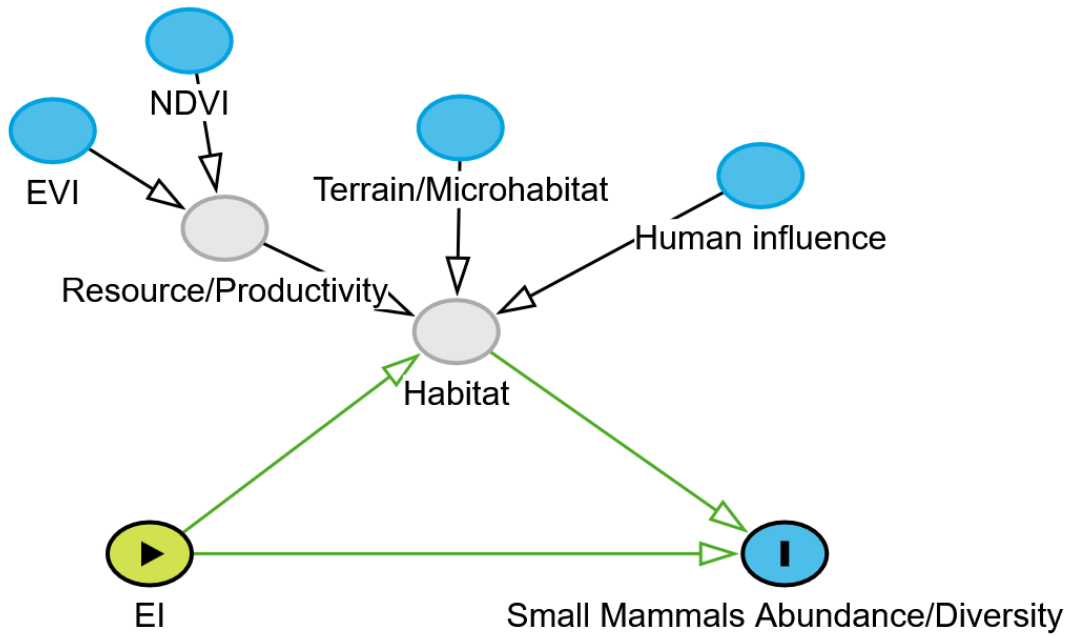 NDVI
EVI
Terrain/Microhabitat
Human influence
Resource/Productivity
Habitat
EI
Small Mammals Abundance/Diversity